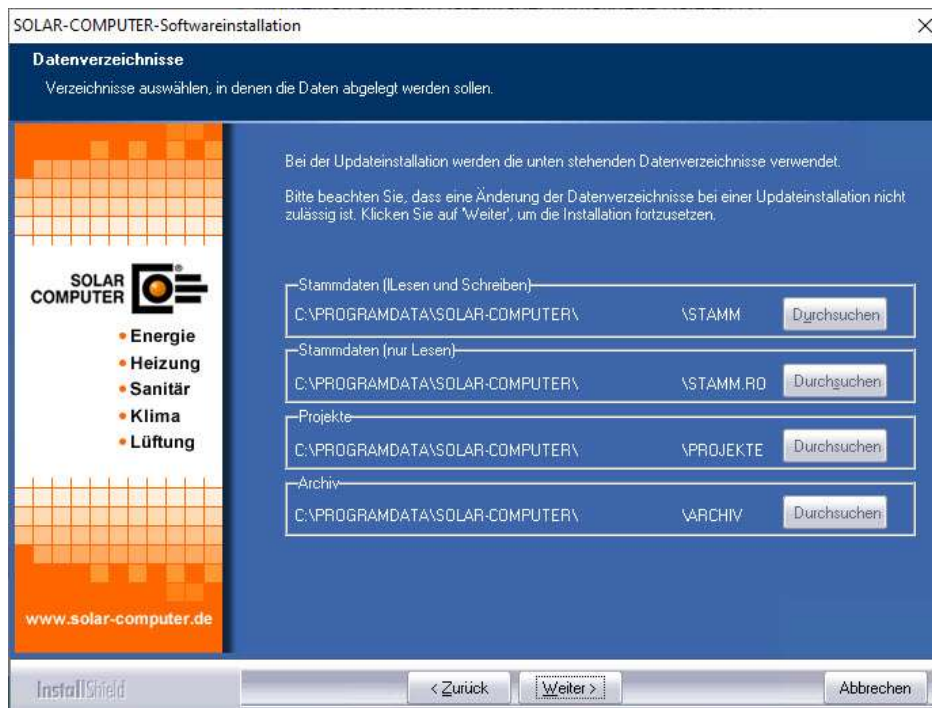 SOLAR-COMPUTER-Softwareinstallation
Datenverzeichnisse
Verzeichnisse auswählen, in denen die Daten abgelegt werden sollen.
Bei der Updateinstallation werden die unten stehenden Datenverzeichnisse verwendet.
Bitte beachten Sie, dass eine Änderung der Datenverzeichnisse bei einer Updateinstallation nicht
zulässig ist. Klicken Sie auf 'Weiter', um die Installation fortzusetzen.
SOLAR
COMPUTER
®
• Energie
• Heizung
• Sanitär
• Klima
• Lüftung
www.solar-computer.de
Stammdaten (lLesen und Schreiben)
C:\PROGRAMDATA\SOLAR-COMPUTER\ \STAMM Durchsuchen
Stammdaten (nur Lesen)
C:\PROGRAMDATA\SOLAR-COMPUTER\ \STAMM.RO Durchsuchen
Projekte
C:\PROGRAMDATA\SOLAR-COMPUTER\ \PROJEKTE Durchsuchen
Archiv
C:\PROGRAMDATA\SOLAR-COMPUTER\ \ARCHIV Durchsuchen
InstallShield
< Zurück Weiter > Abbrechen